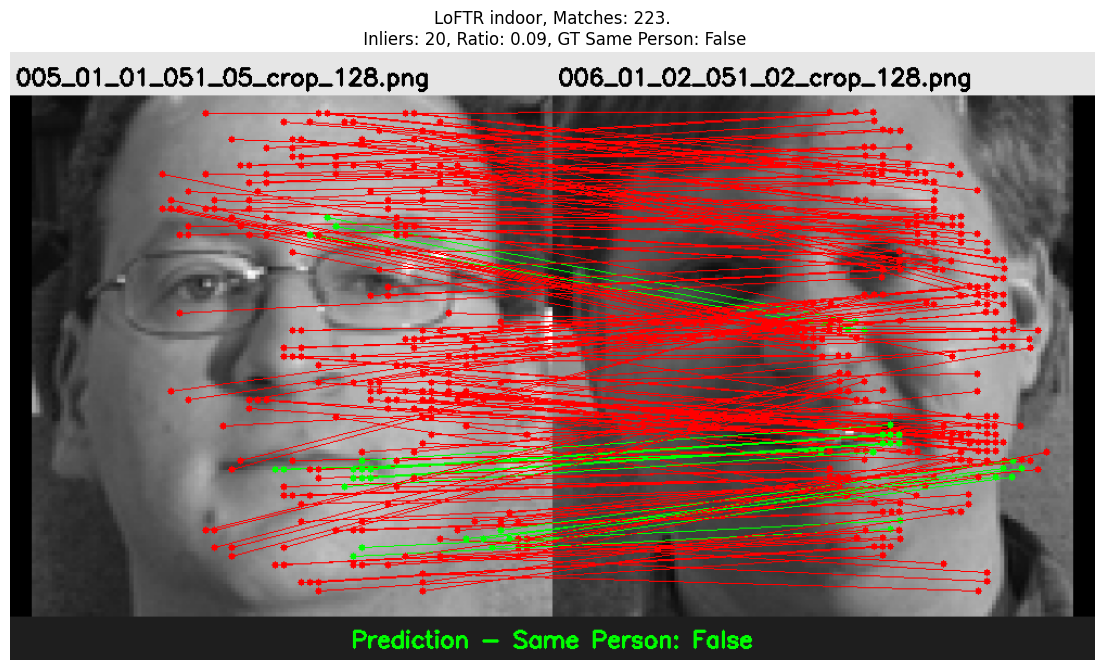 LoFTR indoor, Matches: 223.
Inliers: 20, Ratio: 0.09, GT Same Person: False
005_01_01_051_05_crop_128.png
006_01_02_051_02_crop_128.png
Prediction - Same Person: False